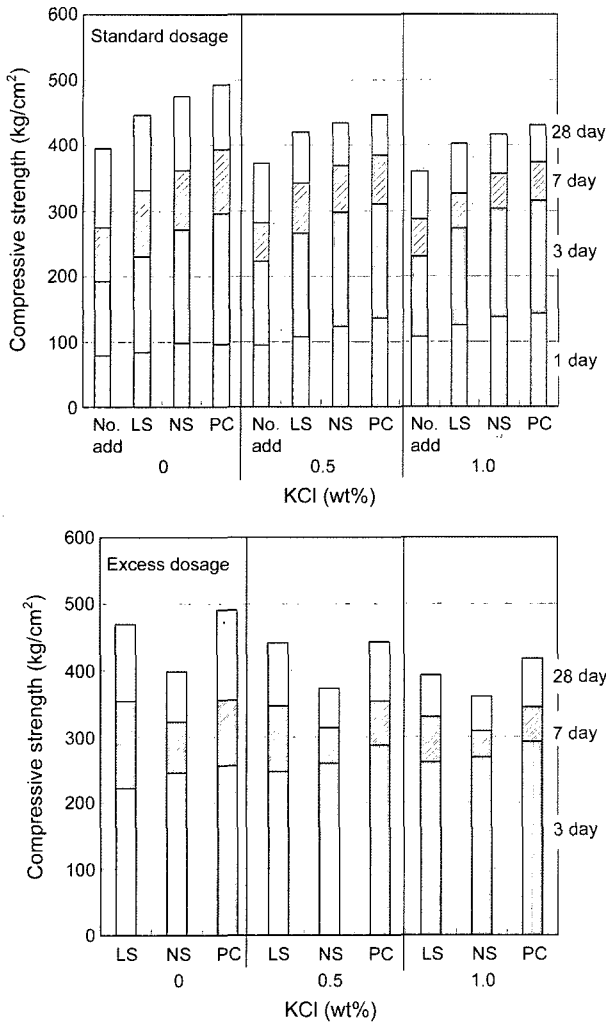 600
Standard dosage
500
400
300
200
100
0
Compressive strength (kg/cm²)
28 day
7 day
3 day
1 day
No. add LS NS PC No. add LS NS PC No. add LS NS PC
0 0.5 1.0
KCl (wt%)
600
Excess dosage
500
400
300
200
100
0
Compressive strength (kg/cm²)
28 day
7 day
3 day
LS NS PC LS NS PC LS NS PC
0 0.5 1.0
KCl (wt%)